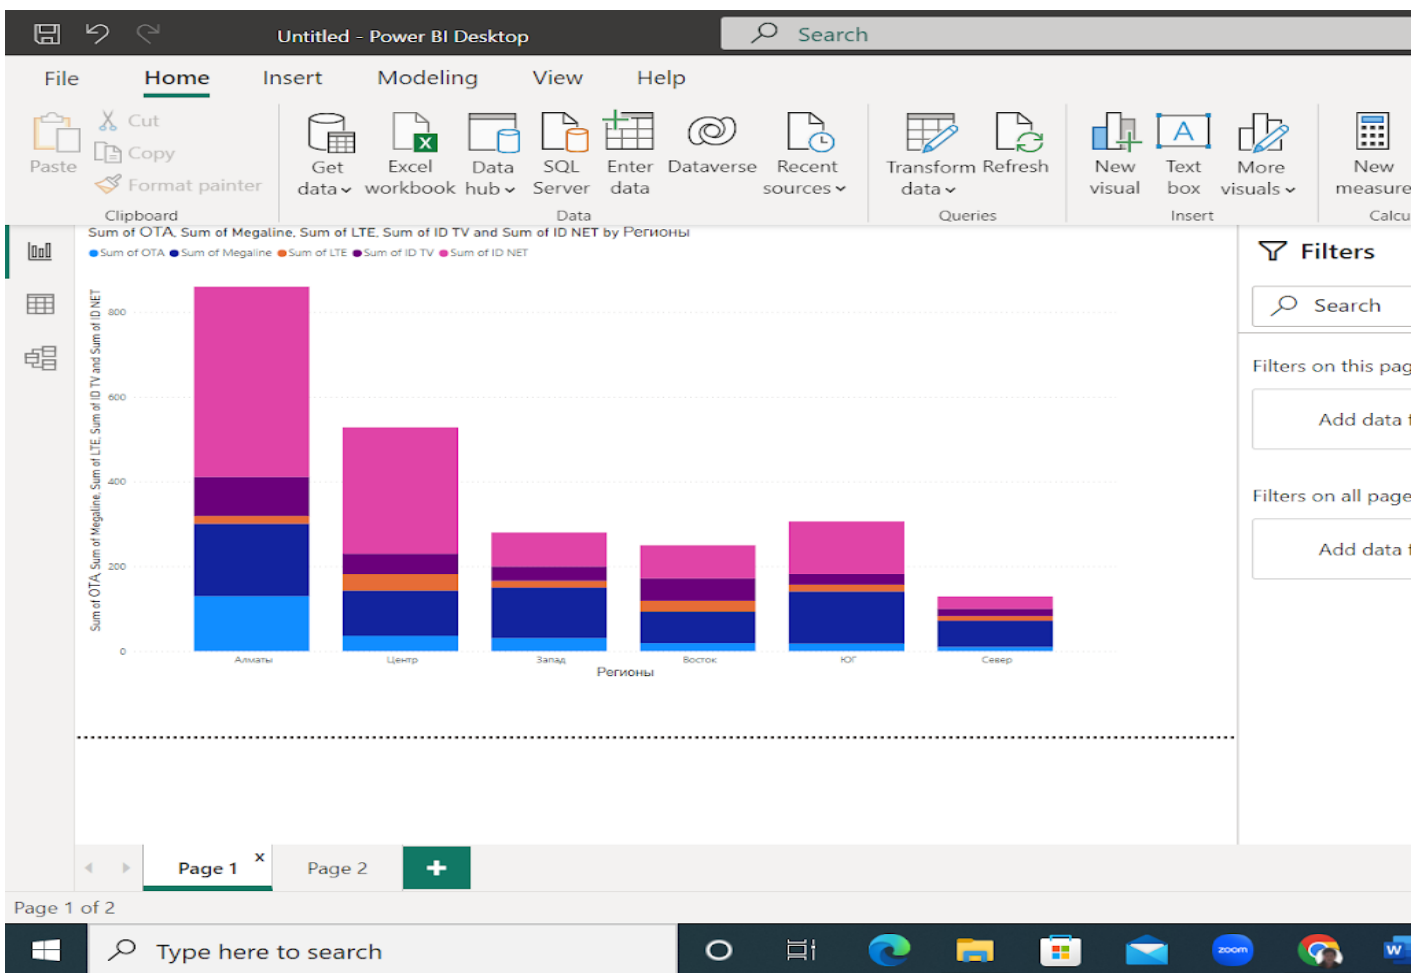 Untitled - Power BI Desktop
Search
File Home Insert Modeling View Help
Paste
Cut
Copy
Format painter
Clipboard
Get data
Excel workbook
Data hub
SQL Server
Enter data
Dataverse
Recent sources
Data
Transform data
Refresh
Queries
New visual
Text box
More visuals
Insert
New measure
Calcu
Sum of OTA, Sum of Megaline, Sum of LTE, Sum of ID TV and Sum of ID NET by Регионы
Sum of OTA Sum of Megaline Sum of LTE Sum of ID TV Sum of ID NET
Sum of OTA, Sum of Megaline, Sum of LTE, Sum of ID TV and Sum of ID NET
800
600
400
200
0
Алматы Центр Запад Восток ЮГ Север
Регионы
Filters
Search
Filters on this pag
Add data f
Filters on all page
Add data f
Page 1 x Page 2
Page 1 of 2
Type here to search
zoom
W